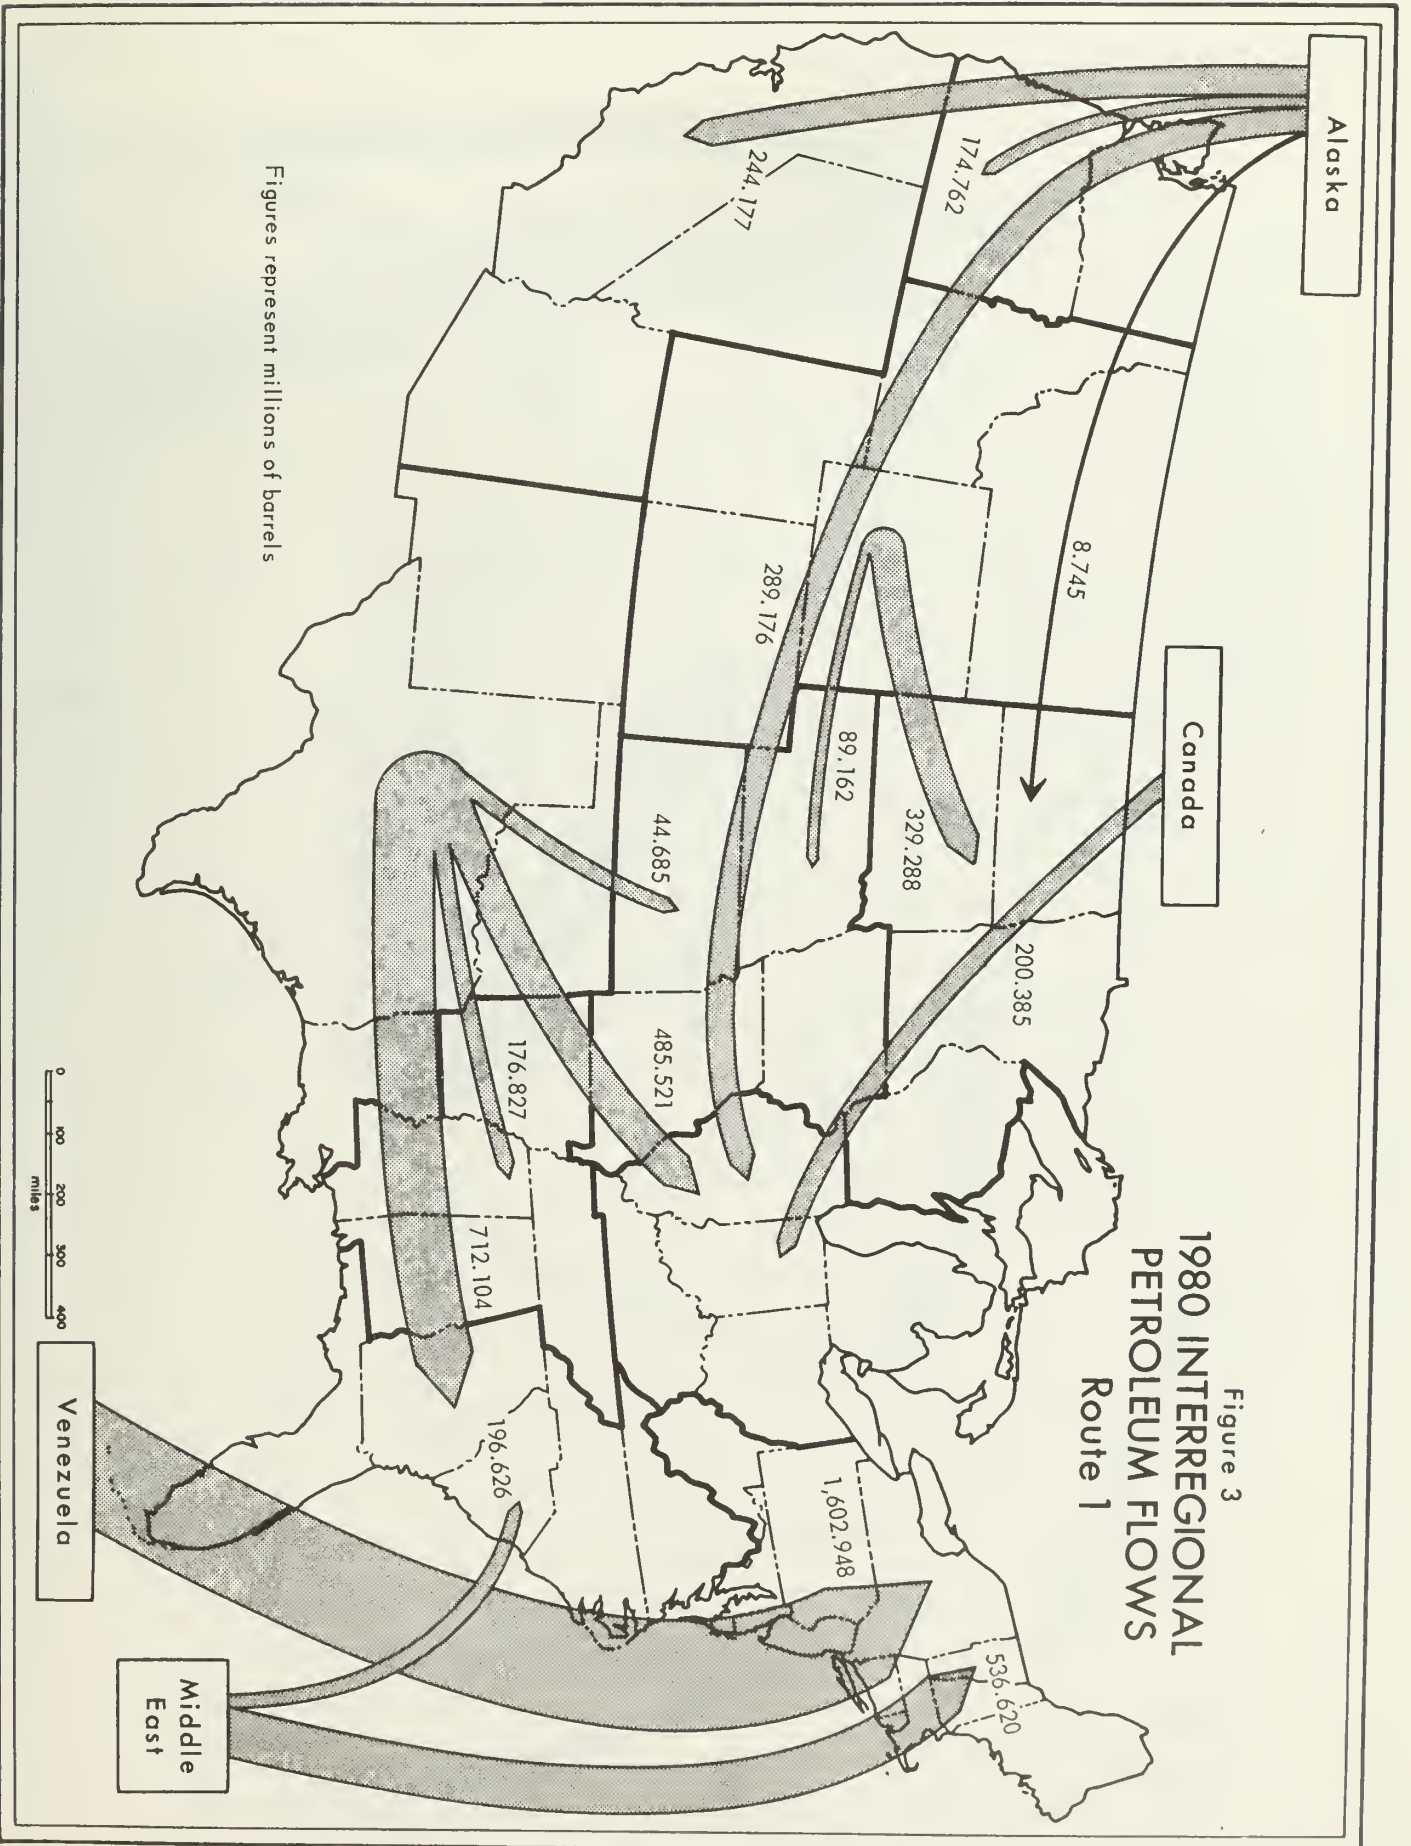 Figure 3
1980 INTERREGIONAL
PETROLEUM FLOWS
Route 1
Alaska
Canada
174.762
244.177
8.745
289.176
89.162
329.288
200.385
44.685
485.521
176.827
712.104
196.626
1,602.948
536.620
Figures represent millions of barrels
0 100 200 300 400
miles
Venezuela
Middle
East